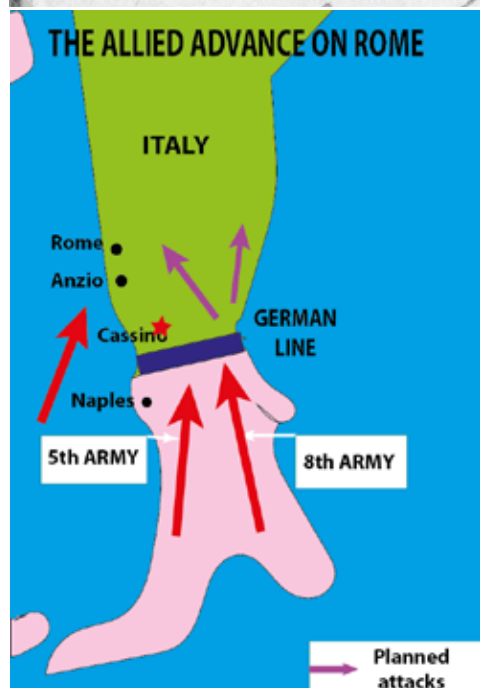 THE ALLIED ADVANCE ON ROME
ITALY
Rome
Anzio
Cassino
GERMAN
LINE
Naples
5th ARMY
8th ARMY
Planned
attacks